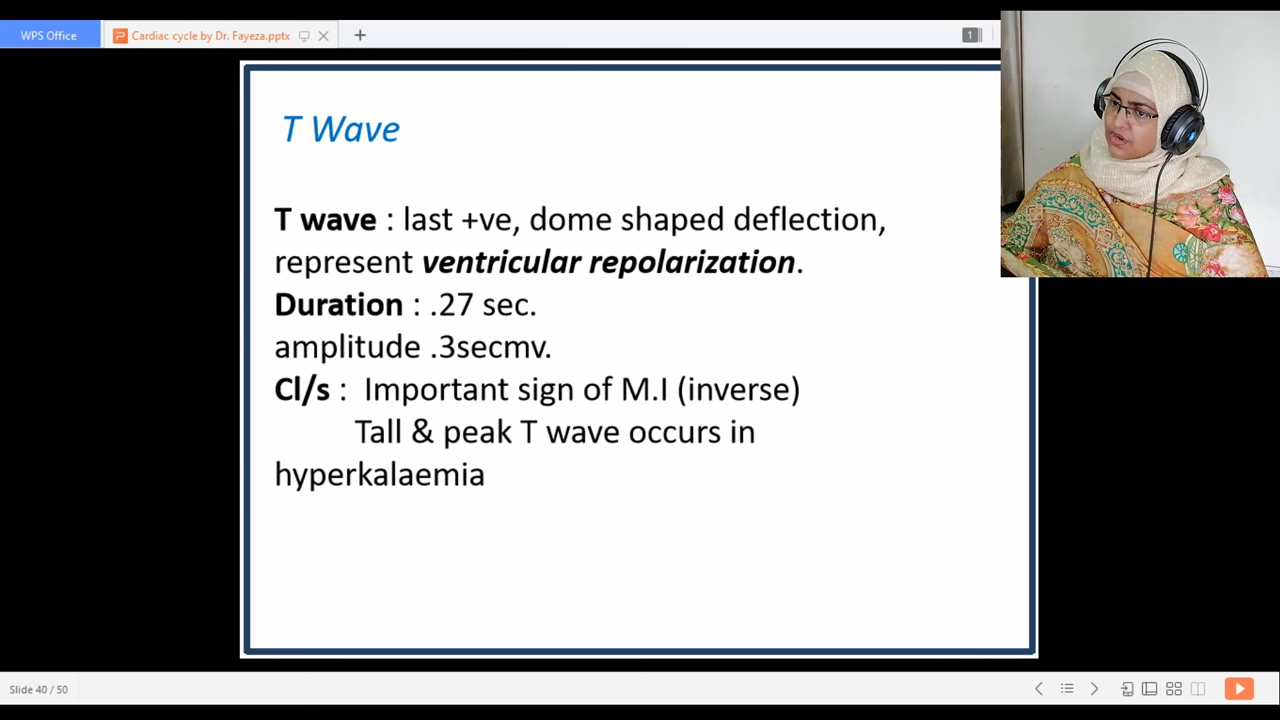 WPS Office
Cardiac cycle by Dr. Fayeza.pptx
1
T Wave
T wave : last +ve, dome shaped deflection,
represent ventricular repolarization.
Duration : .27 sec.
amplitude .3secmv.
Cl/s : Important sign of M.I (inverse)
Tall & peak T wave occurs in
hyperkalaemia
Slide 40 / 50